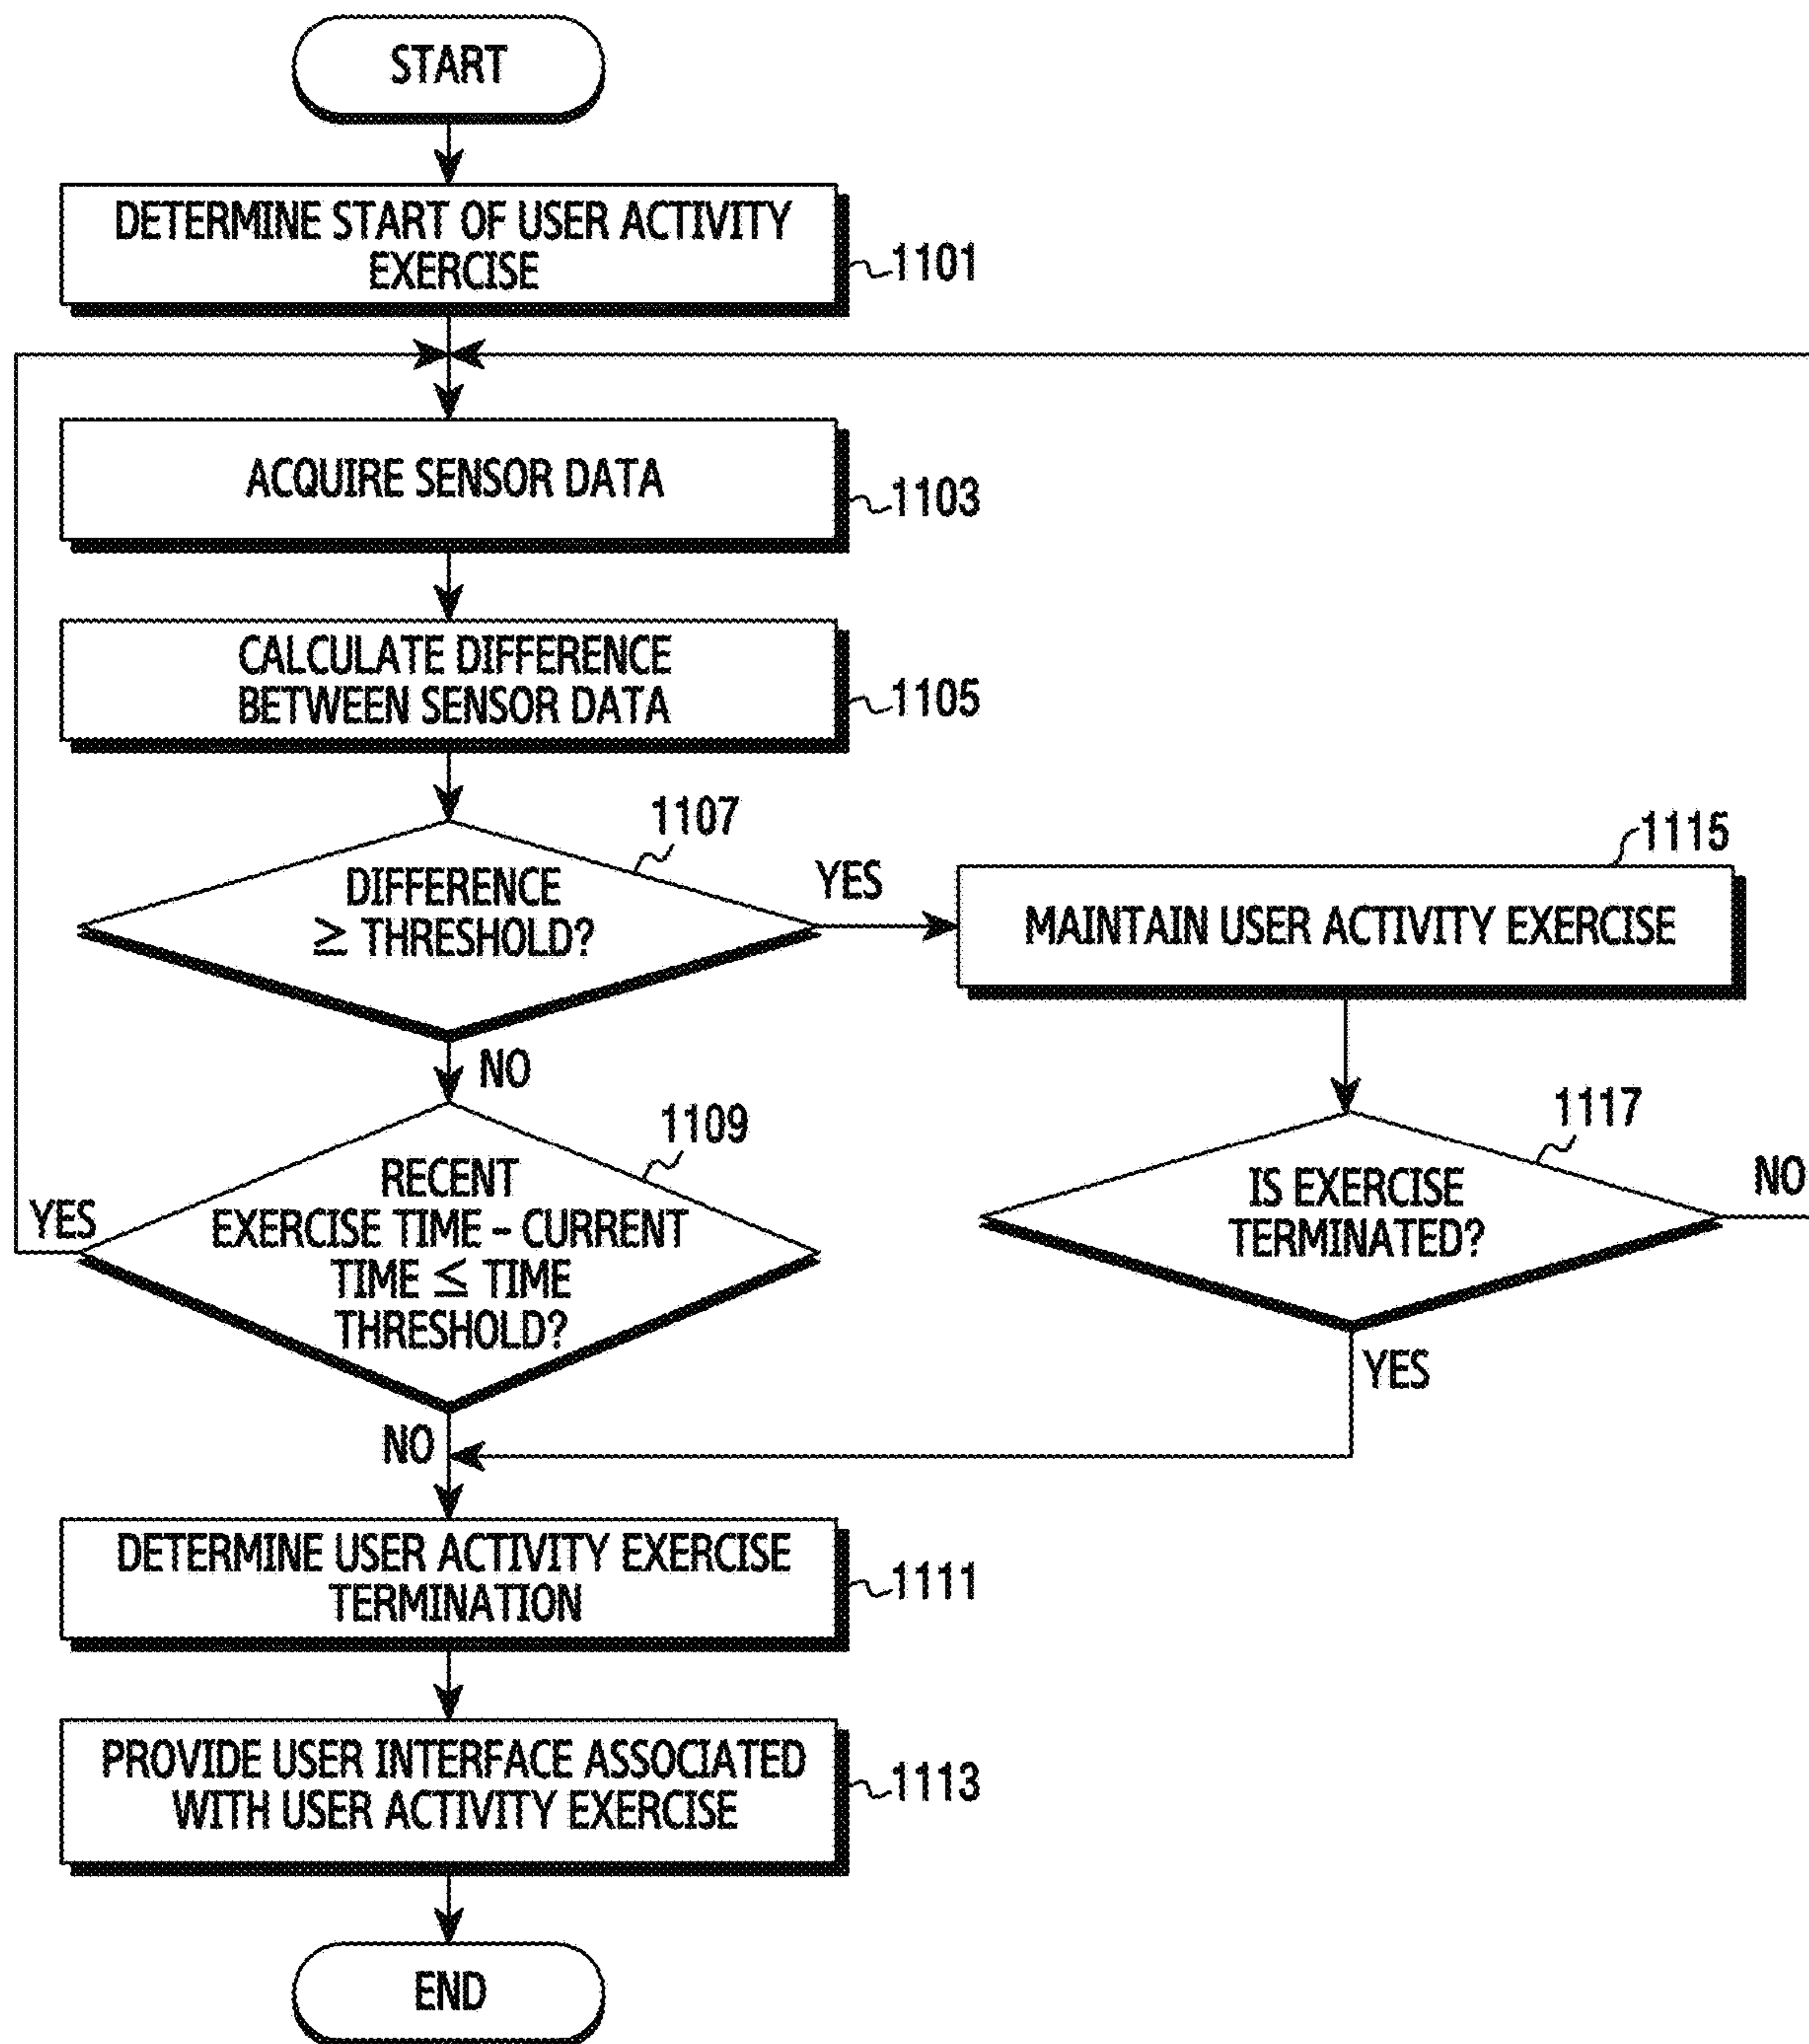 START
DETERMINE START OF USER ACTIVITY
EXERCISE
1101
ACQUIRE SENSOR DATA
1103
CALCULATE DIFFERENCE
BETWEEN SENSOR DATA
1105
1107
DIFFERENCE
≥ THRESHOLD?
YES
1115
MAINTAIN USER ACTIVITY EXERCISE
NO
1109
RECENT
EXERCISE TIME – CURRENT
TIME ≤ TIME
THRESHOLD?
YES
1117
IS EXERCISE
TERMINATED?
NO
YES
NO
DETERMINE USER ACTIVITY EXERCISE
TERMINATION
1111
PROVIDE USER INTERFACE ASSOCIATED
WITH USER ACTIVITY EXERCISE
1113
END